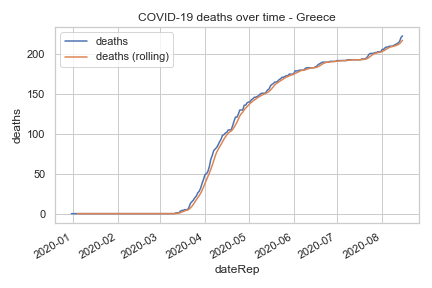 COVID-19 deaths over time - Greece
deaths
deaths (rolling)
200
150
100
50
0
deaths
2020-01
2020-02
2020-03
2020-04
2020-05
2020-06
2020-07
2020-08
dateRep